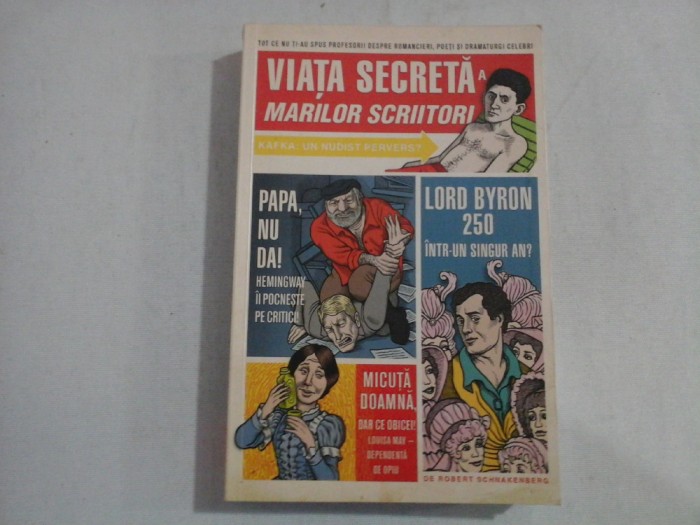 TOT CE NU ȚI-AU SPUS PROFESORII DESPRE ROMANCIERI, POEȚI ȘI DRAMATURGI CELEBRI
VIAȚA SECRETĂ A
MARILOR SCRIITORI
KAFKA: UN NUDIST PERVERS?
PAPA,
NU
DA!
HEMINGWAY
ÎI POCNEȘTE
PE CRITICI!
LORD BYRON
250
ÎNTR-UN SINGUR AN?
MICUȚĂ
DOAMNĂ,
DAR CE OBICEI!
LOUISA MAY –
DEPENDENTĂ
DE OPIU
DE ROBERT SCHNAKENBERG